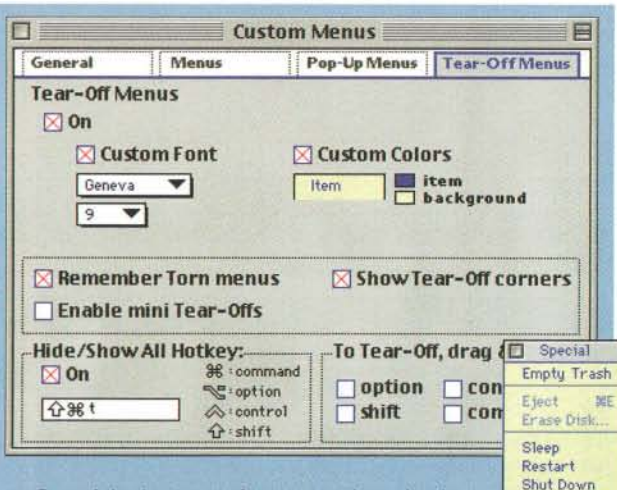 Custom Menus
General Menus Pop-Up Menus Tear-Off Menus
Tear-Off Menus
On
Custom Font Custom Colors
Geneva Item item
9 background
Remember Torn menus Show Tear-Off corners
Enable mini Tear-Offs
Hide/Show All Hotkey:
On
⌘ : command
⌥ : option
⇧⌘ t
: control
⇧ : shift
To Tear-Off, drag &
option con
shift com
Special
Empty Trash
Eject ⌘E
Erase Disk...
Sleep
Restart
Shut Down